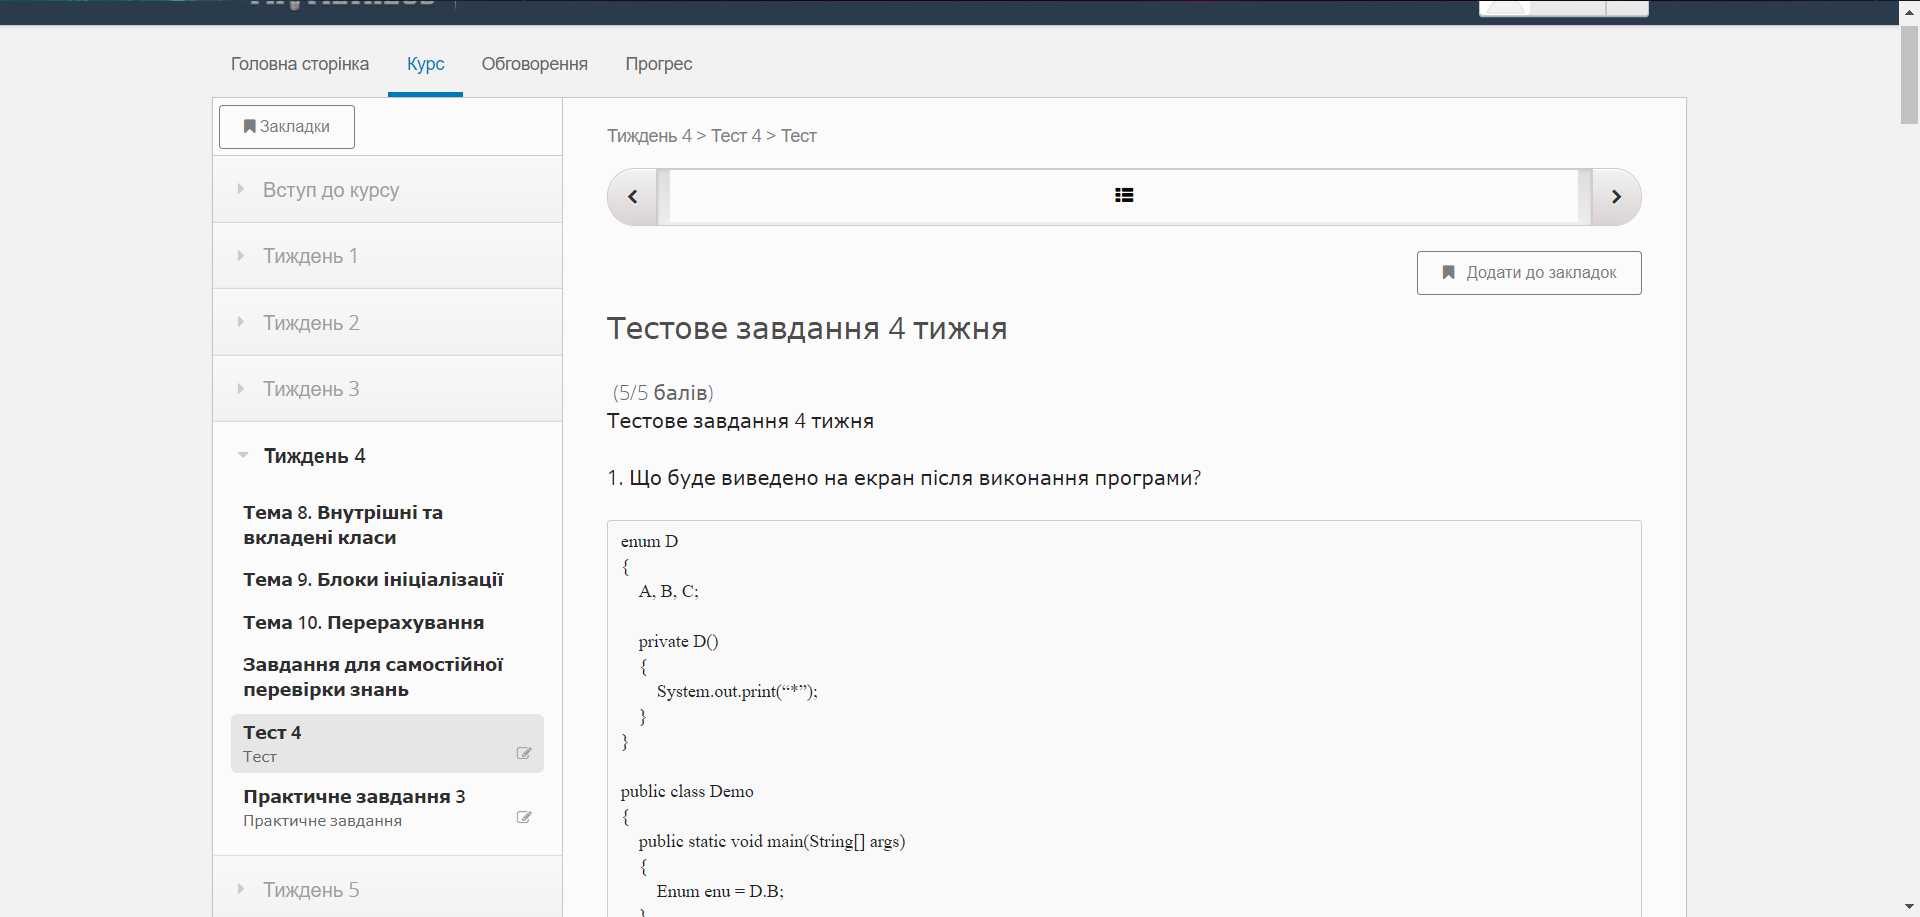 Головна сторінка
Курс
Обговорення
Прогрес
Закладки
Вступ до курсу
Тиждень 1
Тиждень 2
Тиждень 3
Тиждень 4
Тема 8. Внутрішні та
вкладені класи
Тема 9. Блоки ініціалізації
Тема 10. Перерахування
Завдання для самостійної
перевірки знань
Тест 4
Тест
Практичне завдання 3
Практичне завдання
Тиждень 5
Тиждень 4 > Тест 4 > Тест
Додати до закладок
Тестове завдання 4 тижня
(5/5 балів)
Тестове завдання 4 тижня
1. Що буде виведено на екран після виконання програми?
enum D
{
A, B, C;
private D()
{
System.out.print(“*”);
}
}
public class Demo
{
public static void main(String[] args)
{
Enum enu = D.B;
}